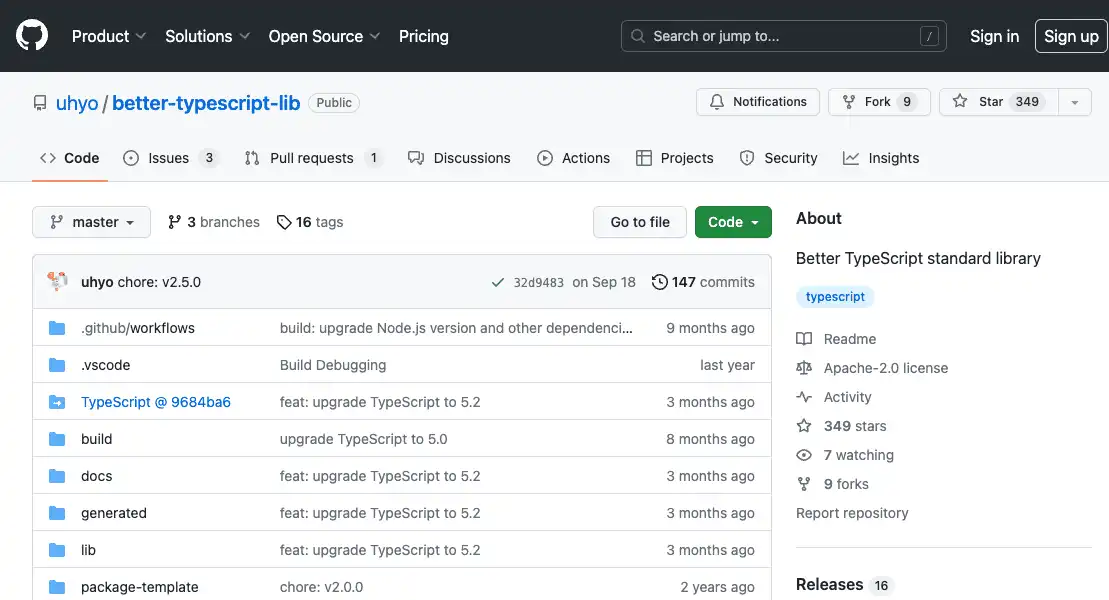 Product Solutions Open Source Pricing Search or jump to... / Sign in Sign up
uhyo / better-typescript-lib Public Notifications Fork 9 Star 349
Code Issues 3 Pull requests 1 Discussions Actions Projects Security Insights
master 3 branches 16 tags Go to file Code
uhyo chore: v2.5.0 32d9483 on Sep 18 147 commits
.github/workflows build: upgrade Node.js version and other dependenci... 9 months ago
.vscode Build Debugging last year
TypeScript @ 9684ba6 feat: upgrade TypeScript to 5.2 3 months ago
build upgrade TypeScript to 5.0 8 months ago
docs feat: upgrade TypeScript to 5.2 3 months ago
generated feat: upgrade TypeScript to 5.2 3 months ago
lib feat: upgrade TypeScript to 5.2 3 months ago
package-template chore: v2.0.0 2 years ago
About
Better TypeScript standard library
typescript
Readme
Apache-2.0 license
Activity
349 stars
7 watching
9 forks
Report repository
Releases 16